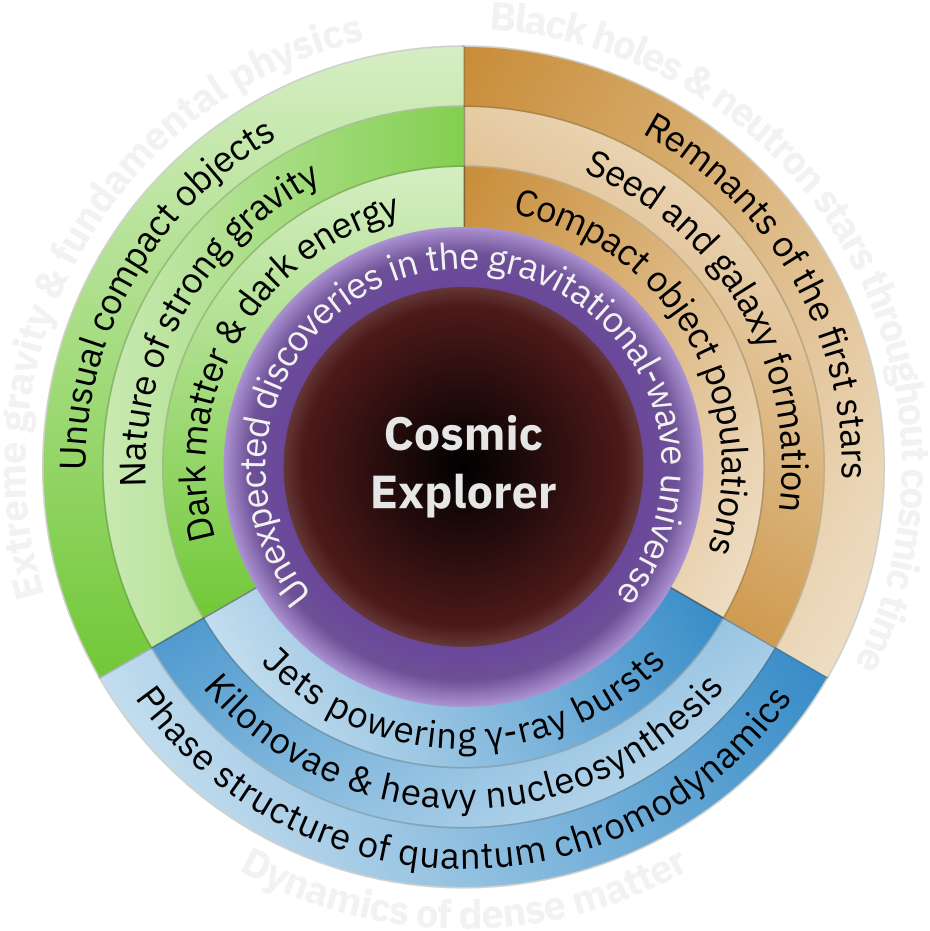 Black holes & neutron stars throughout cosmic time
Remnants of the first stars
Seed and galaxy formation
Compact object populations
Extreme gravity & fundamental physics
Unusual compact objects
Nature of strong gravity
Dark matter & dark energy
Unexpected discoveries in the gravitational-wave universe
Cosmic
Explorer
Jets powering γ-ray bursts
Kilonovae & heavy nucleosynthesis
Phase structure of quantum chromodynamics
Dynamics of dense matter